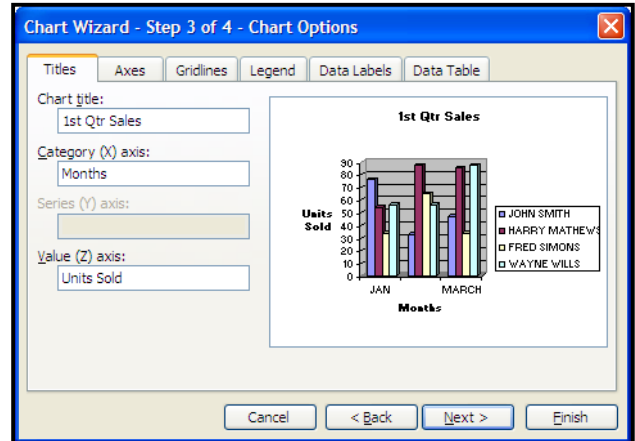 Chart Wizard - Step 3 of 4 - Chart Options
Titles Axes Gridlines Legend Data Labels Data Table
Chart title:
1st Qtr Sales
Category (X) axis:
Months
Series (Y) axis:
Value (Z) axis:
Units Sold
1st Qtr Sales
90
80
70
60
50
40
30
20
10
0
Units
Sold
JAN MARCH
Months
JOHN SMITH
HARRY MATHEWS
FRED SIMONS
WAYNE WILLS
Cancel < Back Next > Finish